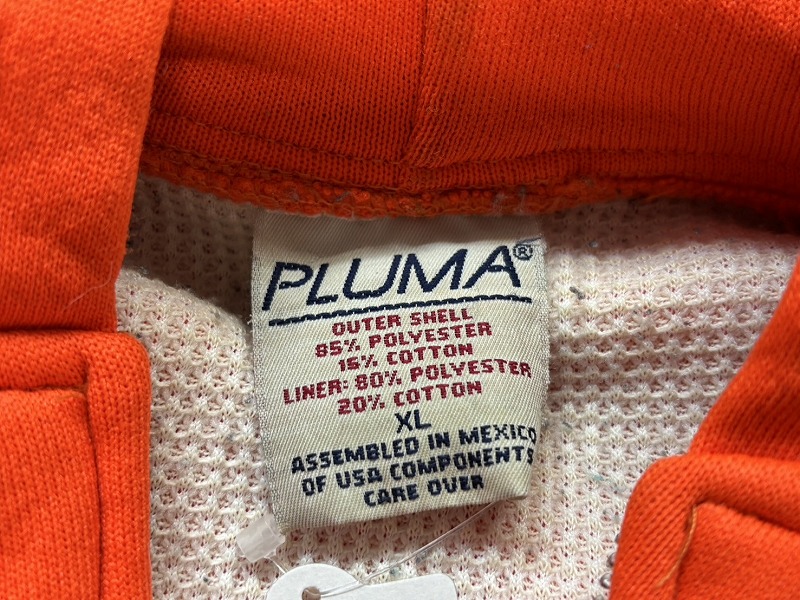 PLUMA®
OUTER SHELL
85% POLYESTER
15% COTTON
LINER: 80% POLYESTER
20% COTTON
XL
ASSEMBLED IN MEXICO
OF USA COMPONENTS
CARE OVER